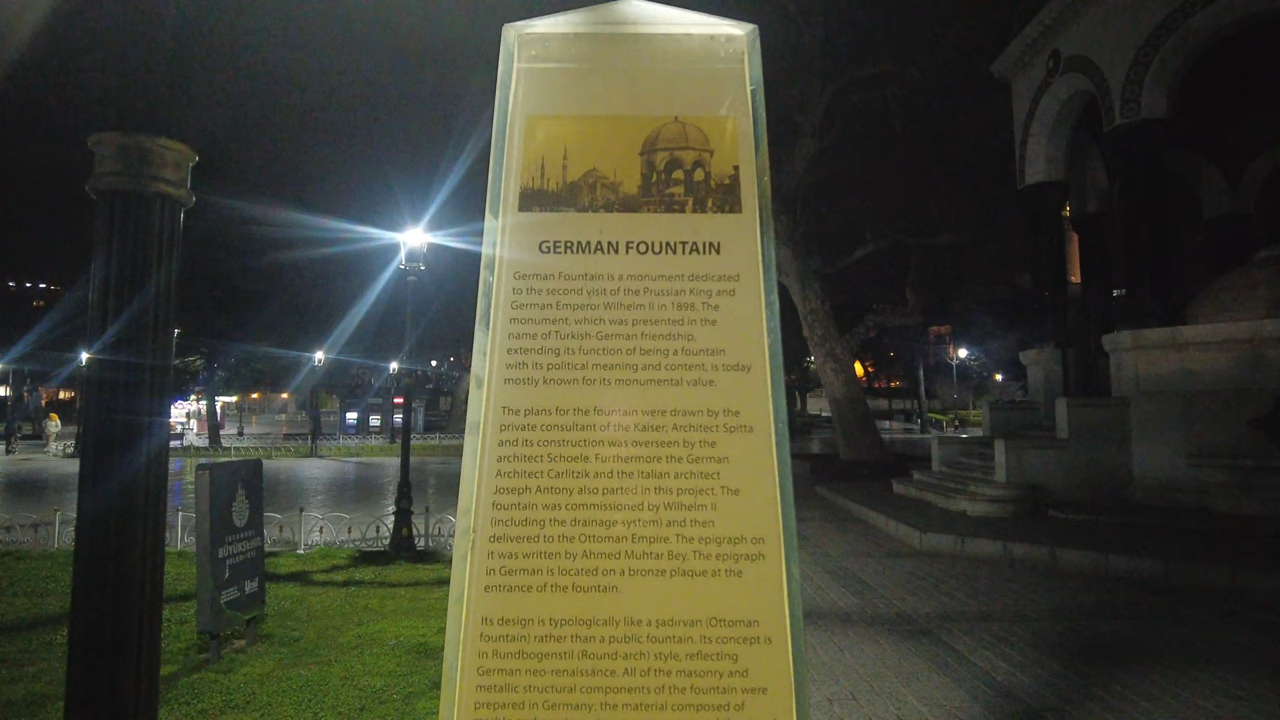 GERMAN FOUNTAIN
German Fountain is a monument dedicated
to the second visit of the Prussian King and
German Emperor Wilhelm II in 1898. The
monument, which was presented in the
name of Turkish-German friendship,
extending its function of being a fountain
with its political meaning and content, is today
mostly known for its monumental value.
The plans for the fountain were drawn by the
private consultant of the Kaiser; Architect Spitta
and its construction was overseen by the
architect Schoele. Furthermore the German
Architect Carlitzik and the Italian architect
Joseph Antony also parted in this project. The
fountain was commissioned by Wilhelm II
(including the drainage system) and then
delivered to the Ottoman Empire. The epigraph on
it was written by Ahmed Muhtar Bey. The epigraph
in German is located on a bronze plaque at the
entrance of the fountain.
Its design is typologically like a şadırvan (Ottoman
fountain) rather than a public fountain. Its concept is
in Rundbogenstil (Round-arch) style, reflecting
German neo-renaissance. All of the masonry and
metallic structural components of the fountain were
prepared in Germany; the material composed of
İSTANBUL
BÜYÜKŞEHİR
BELEDİYESİ